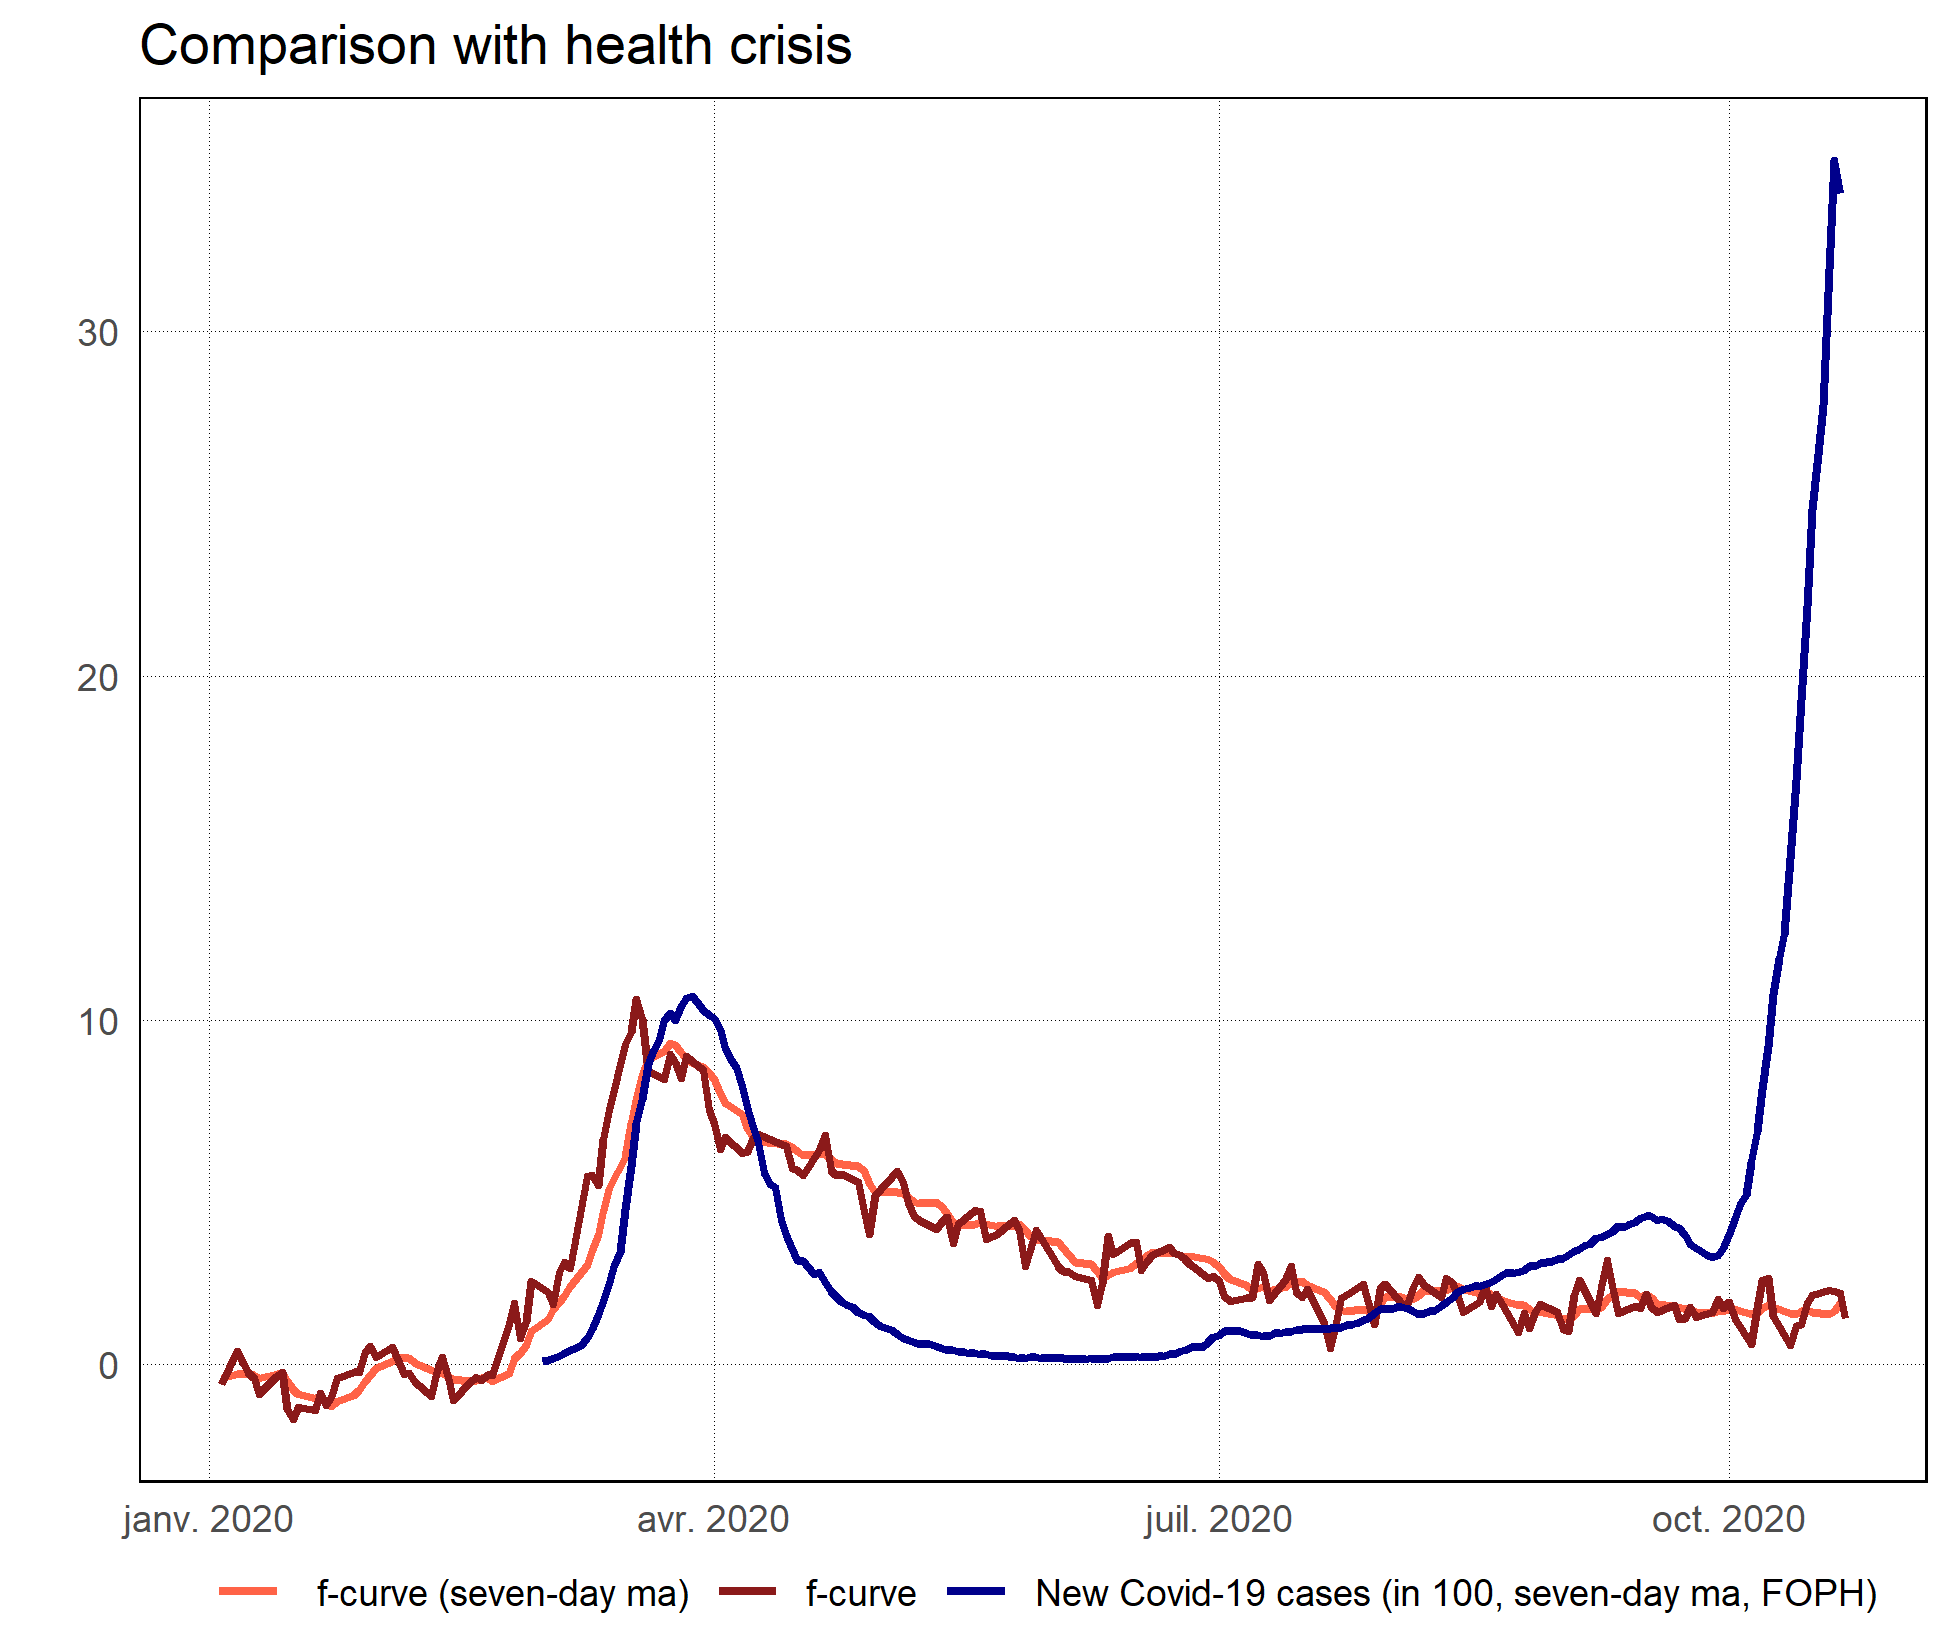 Comparison with health crisis
30
20
10
0
janv. 2020 avr. 2020 juil. 2020 oct. 2020
f-curve (seven-day ma) f-curve New Covid-19 cases (in 100, seven-day ma, FOPH)